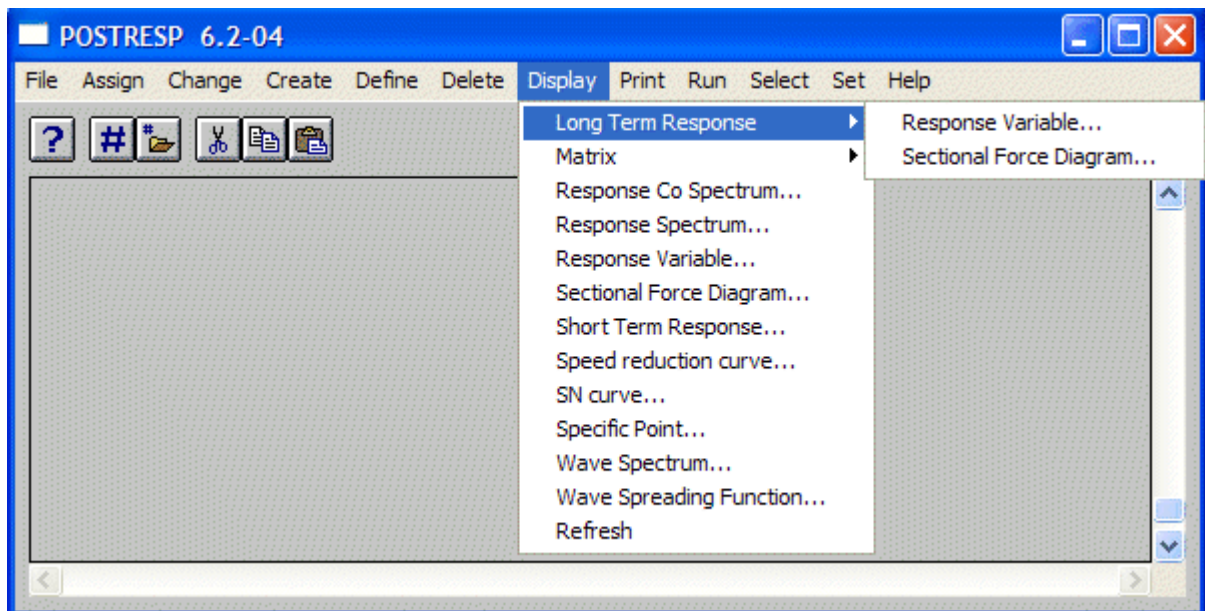 POSTRESP 6.2-04
File Assign Change Create Define Delete Display Print Run Select Set Help
? # #
Long Term Response
Matrix
Response Co Spectrum...
Response Spectrum...
Response Variable...
Sectional Force Diagram...
Short Term Response...
Speed reduction curve...
SN curve...
Specific Point...
Wave Spectrum...
Wave Spreading Function...
Refresh
Response Variable...
Sectional Force Diagram...